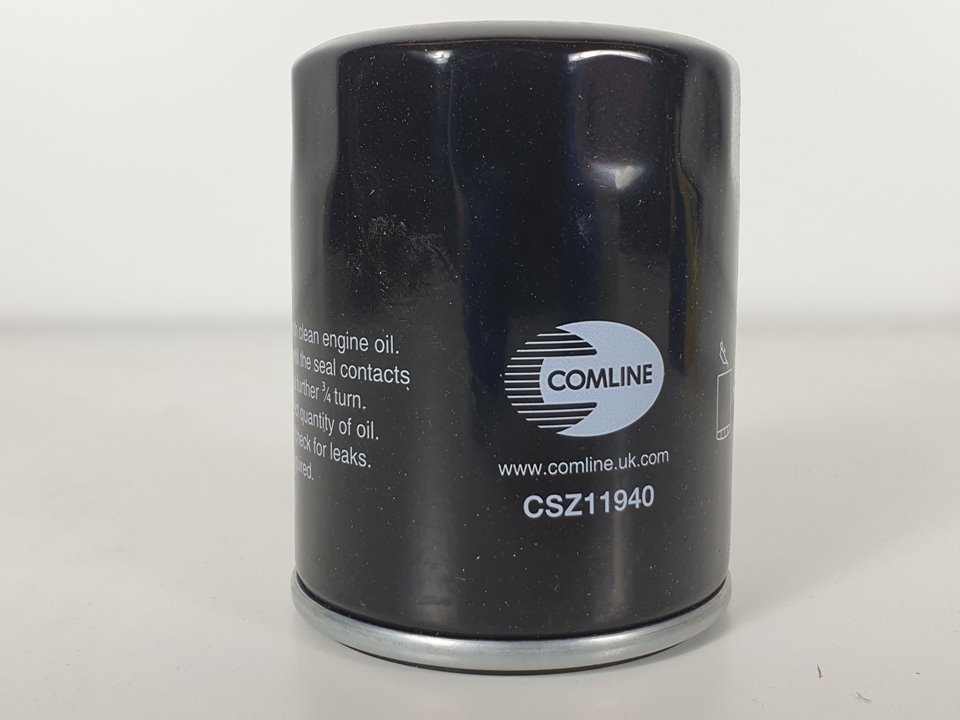 clean engine oil.
the seal contacts
further ¾ turn.
quantity of oil.
check for leaks.
COMLINE
www.comline.uk.com
CSZ11940